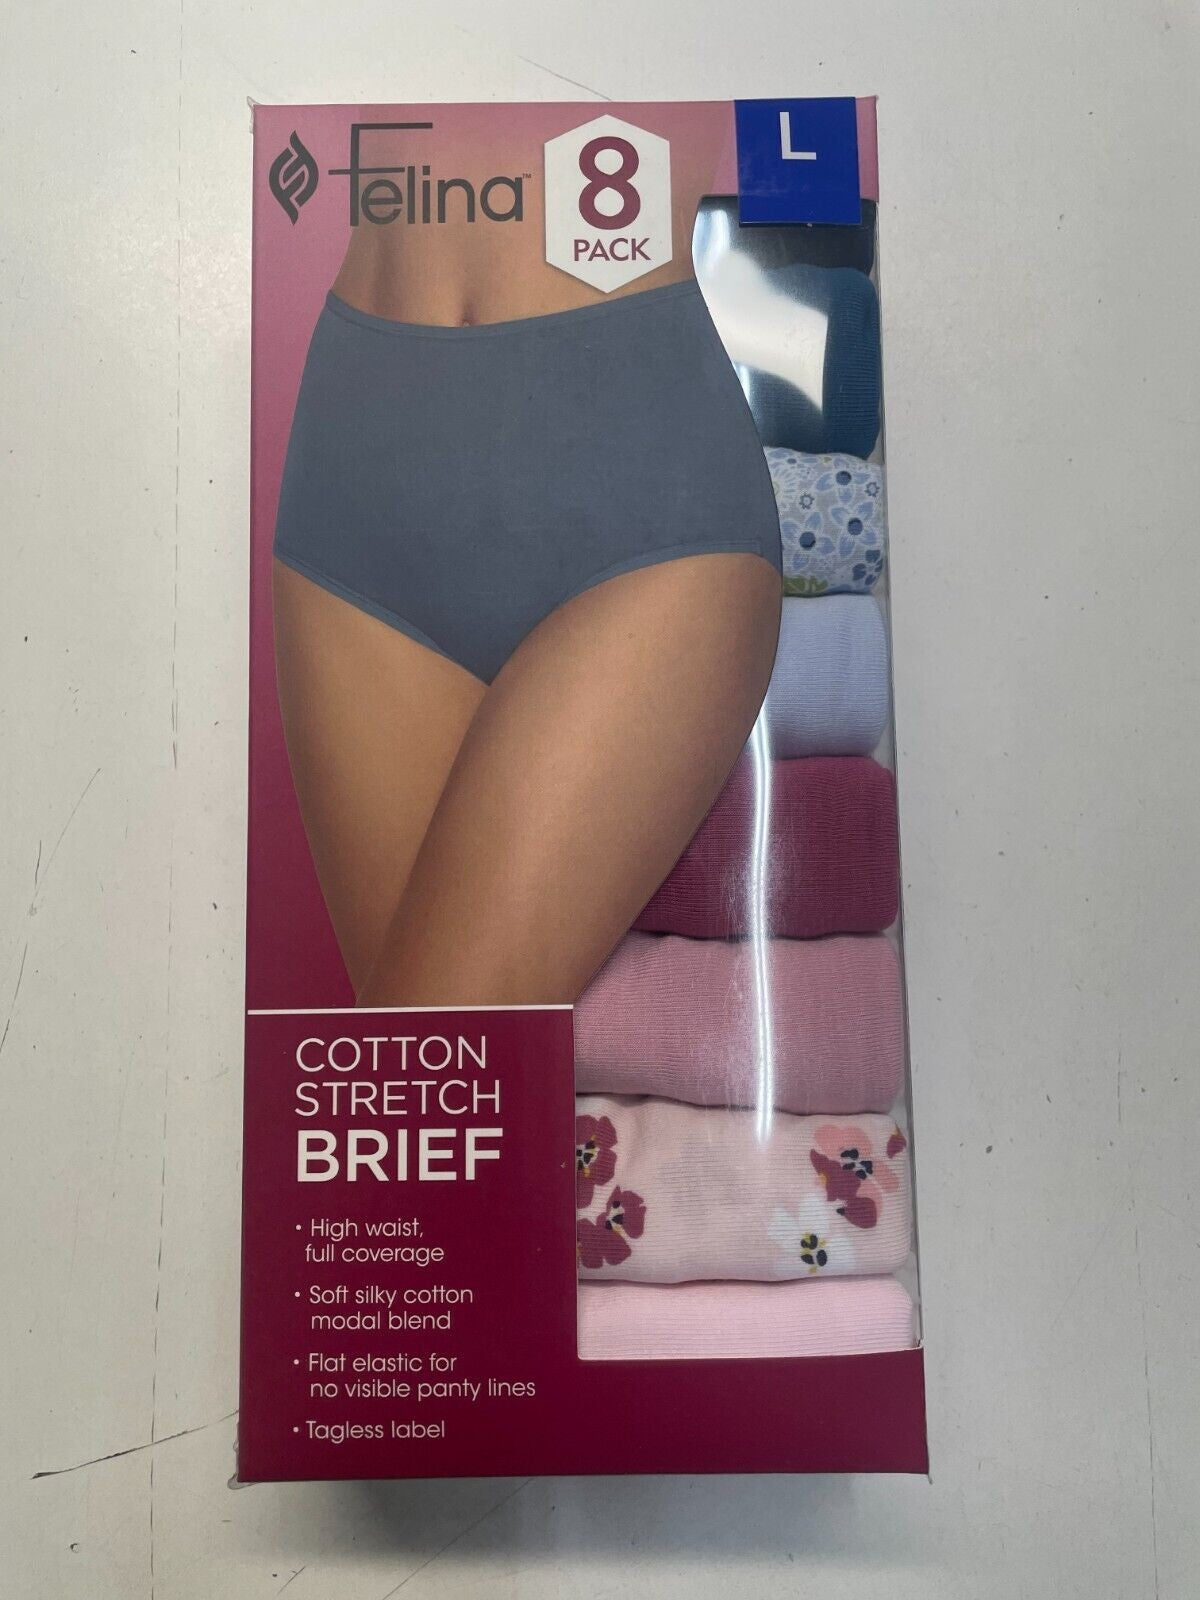 Felina™
8
PACK
L
COTTON
STRETCH
BRIEF
• High waist,
full coverage
• Soft silky cotton
modal blend
• Flat elastic for
no visible panty lines
• Tagless label